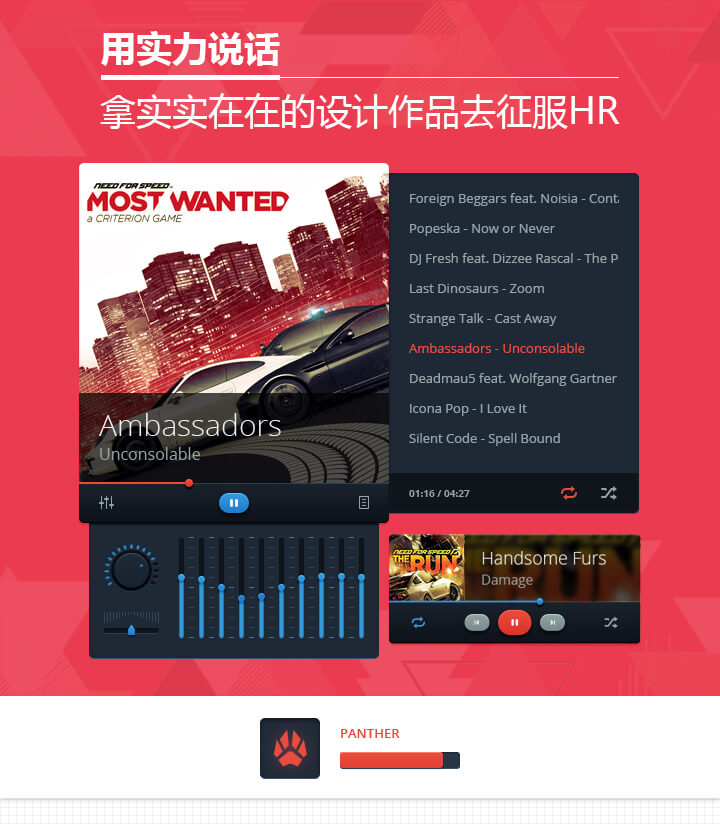 用实力说话
拿实实在在的设计作品去征服HR
NEED FOR SPEED
MOST WANTED
a CRITERION GAME
Ambassadors
Unconsolable
Foreign Beggars feat. Noisia - Conta
Popeska - Now or Never
DJ Fresh feat. Dizzee Rascal - The P
Last Dinosaurs - Zoom
Strange Talk - Cast Away
Ambassadors - Unconsolable
Deadmau5 feat. Wolfgang Gartner
Icona Pop - I Love It
Silent Code - Spell Bound
01:16 / 04:27
NEED FOR SPEED
THE RUN
Handsome Furs
Damage
PANTHER